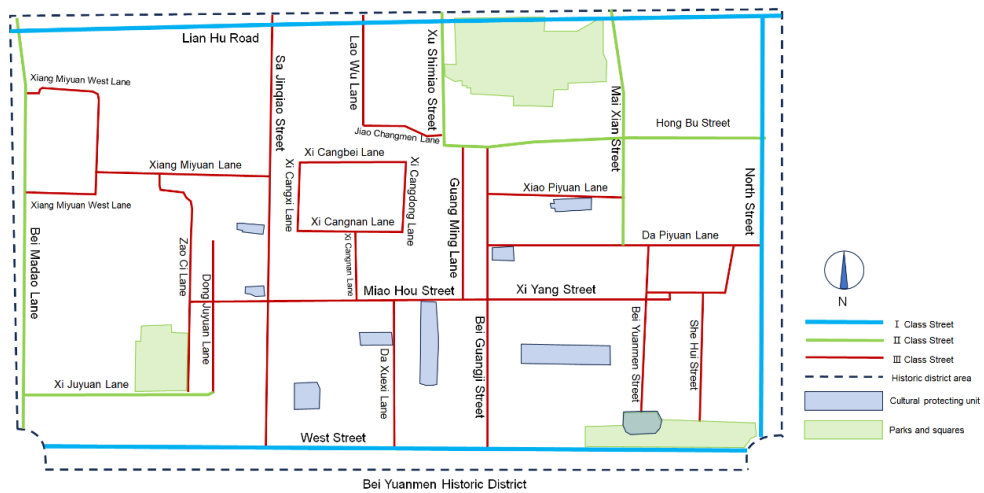 Lian Hu Road
Sa Jinqiao Street
Lao Wu Lane
Xu Shimiao Street
Mai Xian Street
Xiang Miyuan West Lane
Hong Bu Street
Jiao Changmen Lane
Xi Cangbei Lane
Xiang Miyuan Lane
Xi Cangxi Lane
Xi Cangdong Lane
Guang Ming Lane
Xiao Piyuan Lane
North Street
Xiang Miyuan West Lane
Xi Cangnan Lane
Da Piyuan Lane
Bei Madao Lane
Zao Ci Lane
Xi Cangnan Lane
Dong Juyuan Lane
Miao Hou Street
Xi Yang Street
N
Bei Guangji Street
Bei Yuanmen Street
She Hui Street
Da Xuexi Lane
Xi Juyuan Lane
West Street
I Class Street
II Class Street
III Class Street
Historic district area
Cultural protecting unit
Parks and squares
Bei Yuanmen Historic District